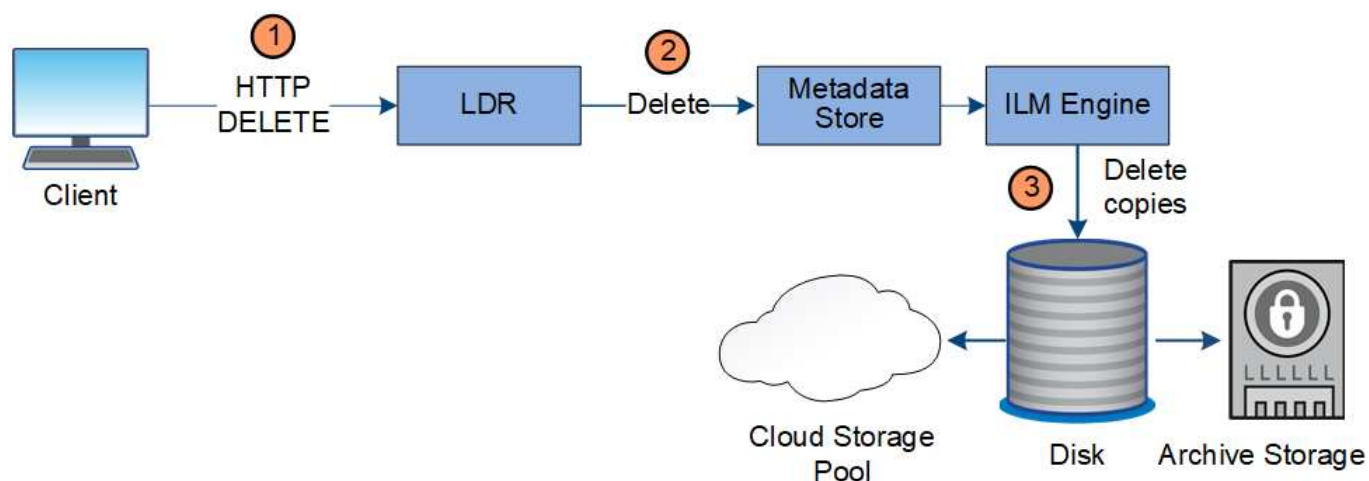 1
HTTP
DELETE
Client
LDR
2
Delete
Metadata
Store
ILM Engine
3
Delete
copies
Cloud Storage
Pool
Disk
Archive Storage
LLLLLL